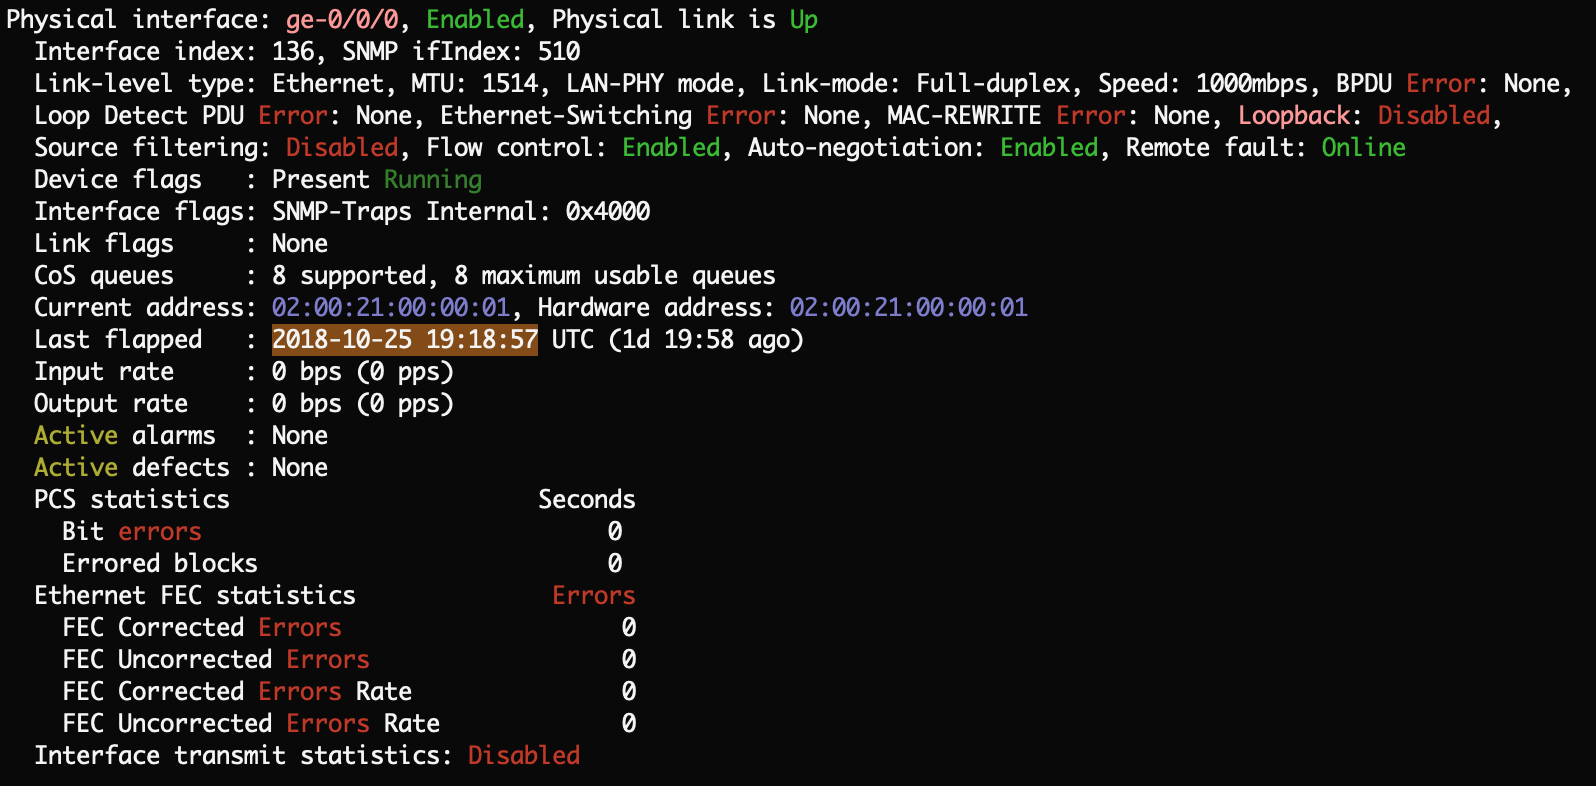 Physical interface: ge-0/0/0, Enabled, Physical link is Up
  Interface index: 136, SNMP ifIndex: 510
  Link-level type: Ethernet, MTU: 1514, LAN-PHY mode, Link-mode: Full-duplex, Speed: 1000mbps, BPDU Error: None,
  Loop Detect PDU Error: None, Ethernet-Switching Error: None, MAC-REWRITE Error: None, Loopback: Disabled,
  Source filtering: Disabled, Flow control: Enabled, Auto-negotiation: Enabled, Remote fault: Online
  Device flags   : Present Running
  Interface flags: SNMP-Traps Internal: 0x4000
  Link flags     : None
  CoS queues     : 8 supported, 8 maximum usable queues
  Current address: 02:00:21:00:00:01, Hardware address: 02:00:21:00:00:01
  Last flapped   : 2018-10-25 19:18:57 UTC (1d 19:58 ago)
  Input rate     : 0 bps (0 pps)
  Output rate    : 0 bps (0 pps)
  Active alarms  : None
  Active defects : None
  PCS statistics                      Seconds
    Bit errors                             0
    Errored blocks                         0
  Ethernet FEC statistics              Errors
    FEC Corrected Errors                    0
    FEC Uncorrected Errors                  0
    FEC Corrected Errors Rate               0
    FEC Uncorrected Errors Rate             0
  Interface transmit statistics: Disabled